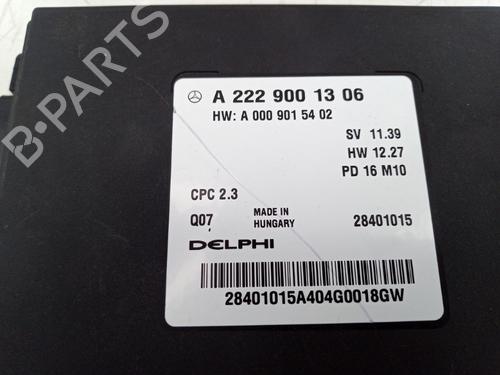 A 222 900 13 06
HW: A 000 901 54 02
SV 11.39
HW 12.27
PD 16 M10
CPC 2.3
Q07
MADE IN
HUNGARY
28401015
DELPHI
28401015A404G0018GW
B-PARTS